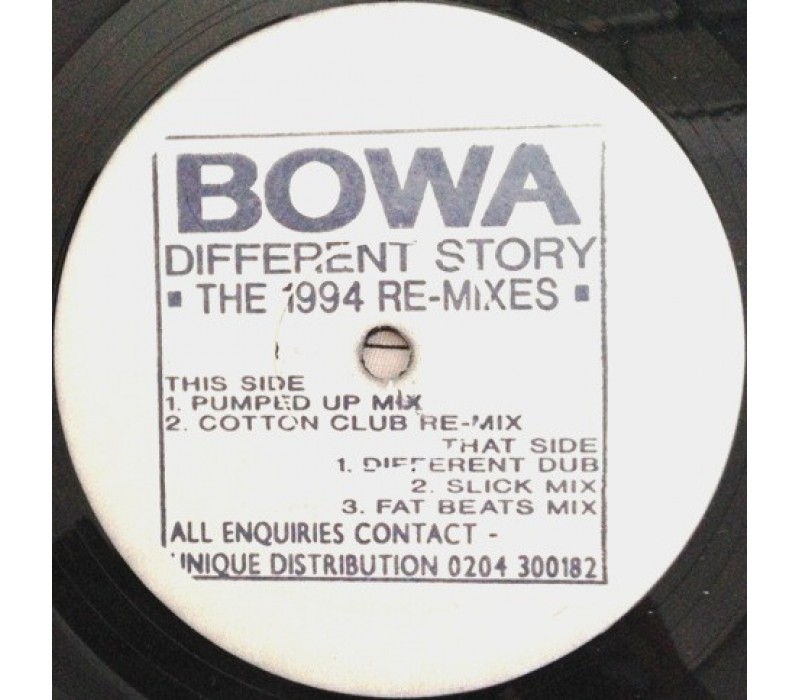 BOWA
DIFFERENT STORY
▪ THE 1994 RE-MIXES ▪
THIS SIDE
1. PUMPED UP MIX
2. COTTON CLUB RE-MIX
THAT SIDE
1. DIFFERENT DUB
2. SLICK MIX
3. FAT BEATS MIX
ALL ENQUIRIES CONTACT -
UNIQUE DISTRIBUTION 0204 300182